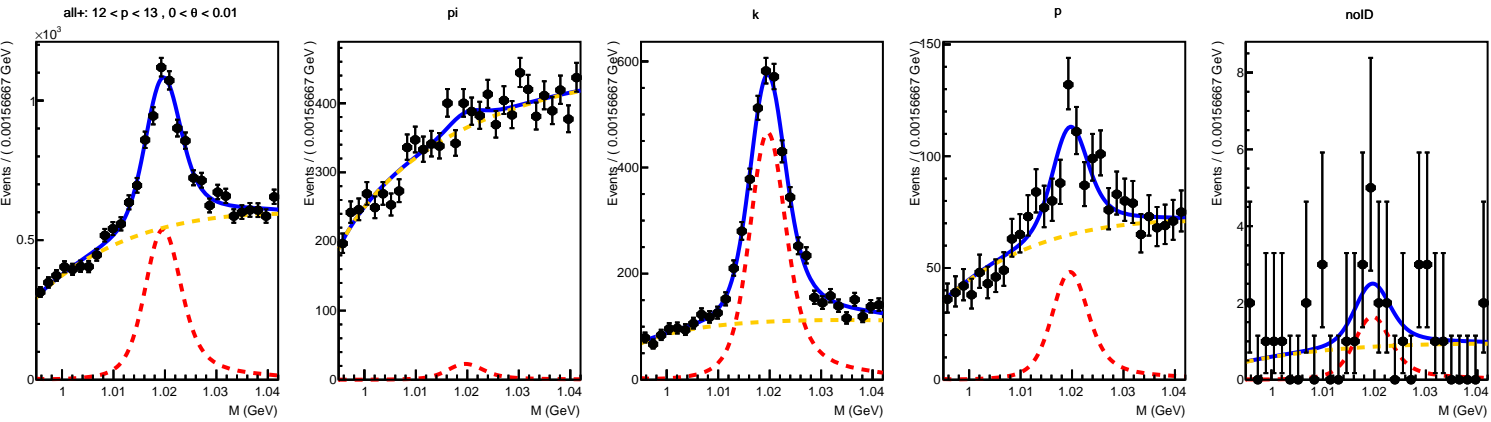 all+: 12 < p < 13 , 0 < θ < 0.01
×10³
Events / ( 0.00156667 GeV )
1
0.5
0
1 1.01 1.02 1.03 1.04
M (GeV)
pi
Events / ( 0.00156667 GeV )
400
300
200
100
0
1 1.01 1.02 1.03 1.04
M (GeV)
k
Events / ( 0.00156667 GeV )
600
400
200
0
1 1.01 1.02 1.03 1.04
M (GeV)
p
Events / ( 0.00156667 GeV )
150
100
50
0
1 1.01 1.02 1.03 1.04
M (GeV)
noID
Events / ( 0.00156667 GeV )
8
6
4
2
0
1 1.01 1.02 1.03 1.04
M (GeV)